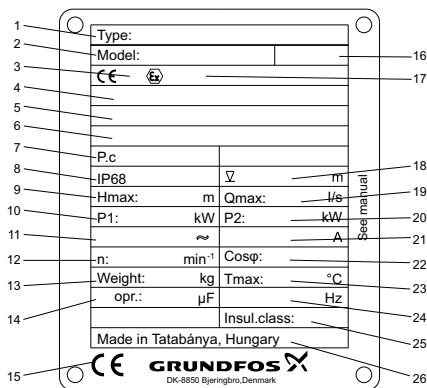 1 Type:
2 Model: 16
3 CE Ex 17
4
5
6
7 P.c
8 IP68 m 18
9 Hmax: m Qmax: l/s 19
10 P1: kW P2: kW 20
11 ~ A 21
12 n: min-1 Cosφ: 22
13 Weight: kg Tmax: °C 23
14 opr.: µF Hz 24
Insul.class: 25
Made in Tatabánya, Hungary 26
15 CE GRUNDFOS X
DK-8850 Bjeringbro,Denmark
See manual